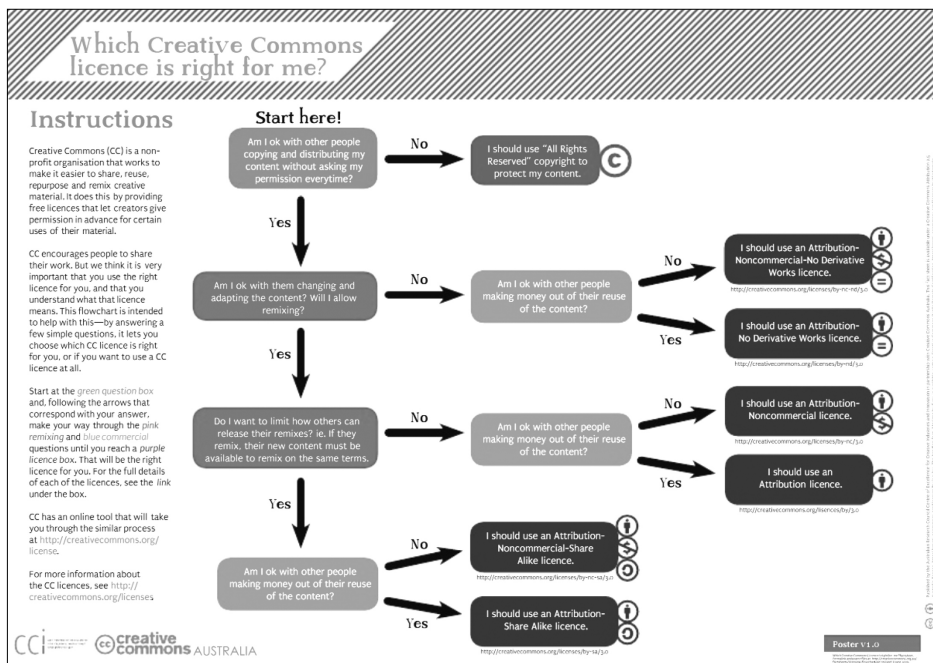 Which Creative Commons
licence is right for me?
Instructions
Creative Commons (CC) is a non-
profit organisation that works to
make it easier to share, reuse,
repurpose and remix creative
material. It does this by providing
free licences that let creators give
permission in advance for certain
uses of their material.
CC encourages people to share
their work. But we think it is very
important that you use the right
licence for you, and that you
understand what that licence
means. This flowchart is intended
to help with this—by answering a
few simple questions, it lets you
choose which CC licence is right
for you, or if you want to use a CC
licence at all.
Start at the green question box
and, following the arrows that
correspond with your answer,
make your way through the pink
remixing and blue commercial
questions until you reach a purple
licence box. That will be the right
licence for you. For the full details
of each of the licences, see the link
under the box.
CC has an online tool that will take
you through the similar process
at http://creativecommons.org/
license.
For more information about
the CC licences, see http://
creativecommons.org/licenses
Start here!
Am I ok with other people
copying and distributing my
content without asking my
permission everytime?
No
I should use "All Rights
Reserved" copyright to
protect my content.
C
Yes
Am I ok with them changing and
adapting the content? Will I allow
remixing?
No
Am I ok with other people
making money out of their reuse
of the content?
No
I should use an Attribution-
Noncommercial-No Derivative
Works licence.
$
=
http://creativecommons.org/licenses/by-nc-nd/3.0
Yes
I should use an Attribution-
No Derivative Works licence.
=
http://creativecommons.org/licenses/by-nd/3.0
Yes
Do I want to limit how others can
release their remixes? ie. If they
remix, their new content must be
available to remix on the same terms.
No
Am I ok with other people
making money out of their reuse
of the content?
No
I should use an Attribution-
Noncommercial licence.
$
http://creativecommons.org/licenses/by-nc/3.0
Yes
I should use an
Attribution licence.
http://creativecommons.org/licences/by/3.0
Yes
Am I ok with other people
making money out of their reuse
of the content?
No
I should use an Attribution-
Noncommercial-Share
Alike licence.
$
http://creativecommons.org/licenses/by-nc-sa/3.0
Yes
I should use an Attribution-
Share Alike licence.
http://creativecommons.org/licenses/by-sa/3.0
CCi
cc creative
commons AUSTRALIA
Poster v1.0